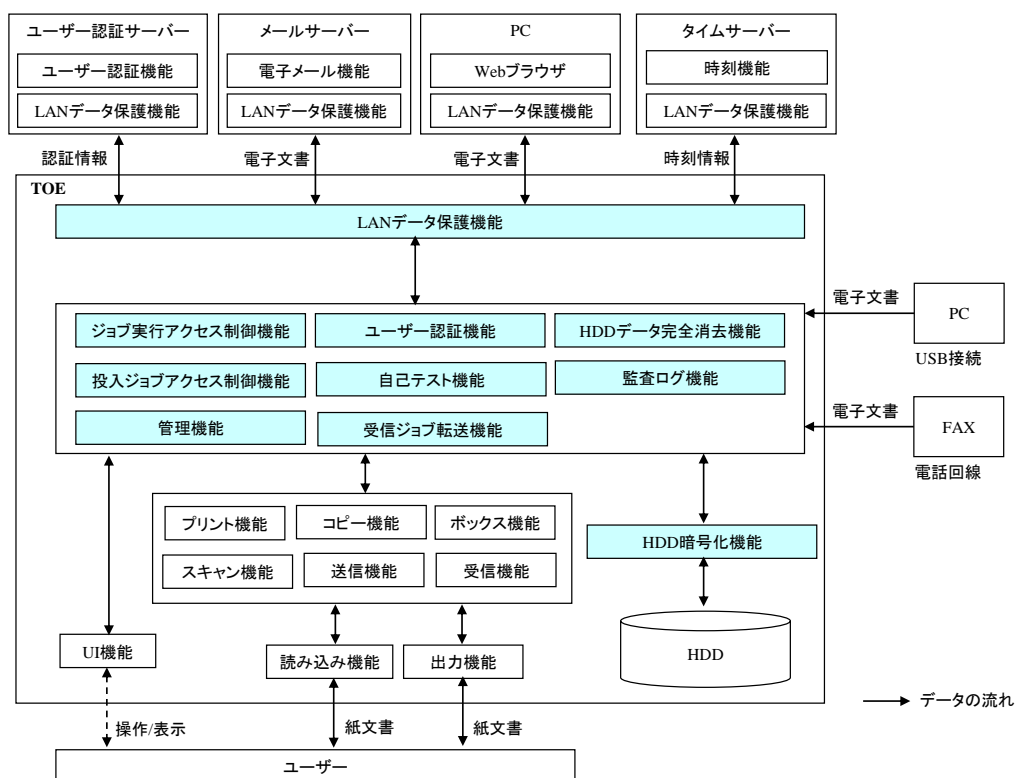 ユーザー認証サーバー
ユーザー認証機能
LANデータ保護機能
メールサーバー
電子メール機能
LANデータ保護機能
PC
Webブラウザ
LANデータ保護機能
タイムサーバー
時刻機能
LANデータ保護機能
認証情報
電子文書
電子文書
時刻情報
TOE
LANデータ保護機能
ジョブ実行アクセス制御機能
ユーザー認証機能
HDDデータ完全消去機能
投入ジョブアクセス制御機能
自己テスト機能
監査ログ機能
管理機能
受信ジョブ転送機能
電子文書
PC
USB接続
電子文書
FAX
電話回線
プリント機能
コピー機能
ボックス機能
スキャン機能
送信機能
受信機能
HDD暗号化機能
HDD
UI機能
読み込み機能
出力機能
データの流れ
操作/表示
紙文書
紙文書
ユーザー